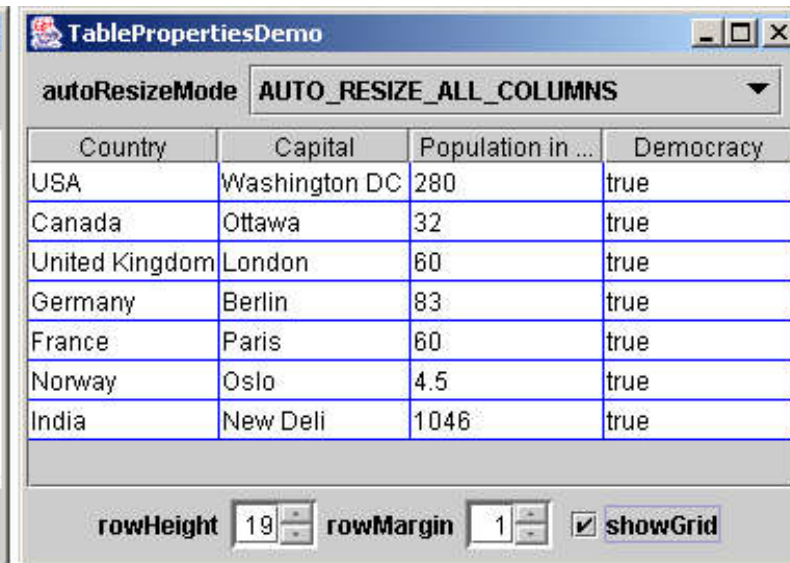 TablePropertiesDemo
autoResizeMode AUTO_RESIZE_ALL_COLUMNS
Country Capital Population in ... Democracy
USA Washington DC 280 true
Canada Ottawa 32 true
United Kingdom London 60 true
Germany Berlin 83 true
France Paris 60 true
Norway Oslo 4.5 true
India New Deli 1046 true
rowHeight 19 rowMargin 1 showGrid